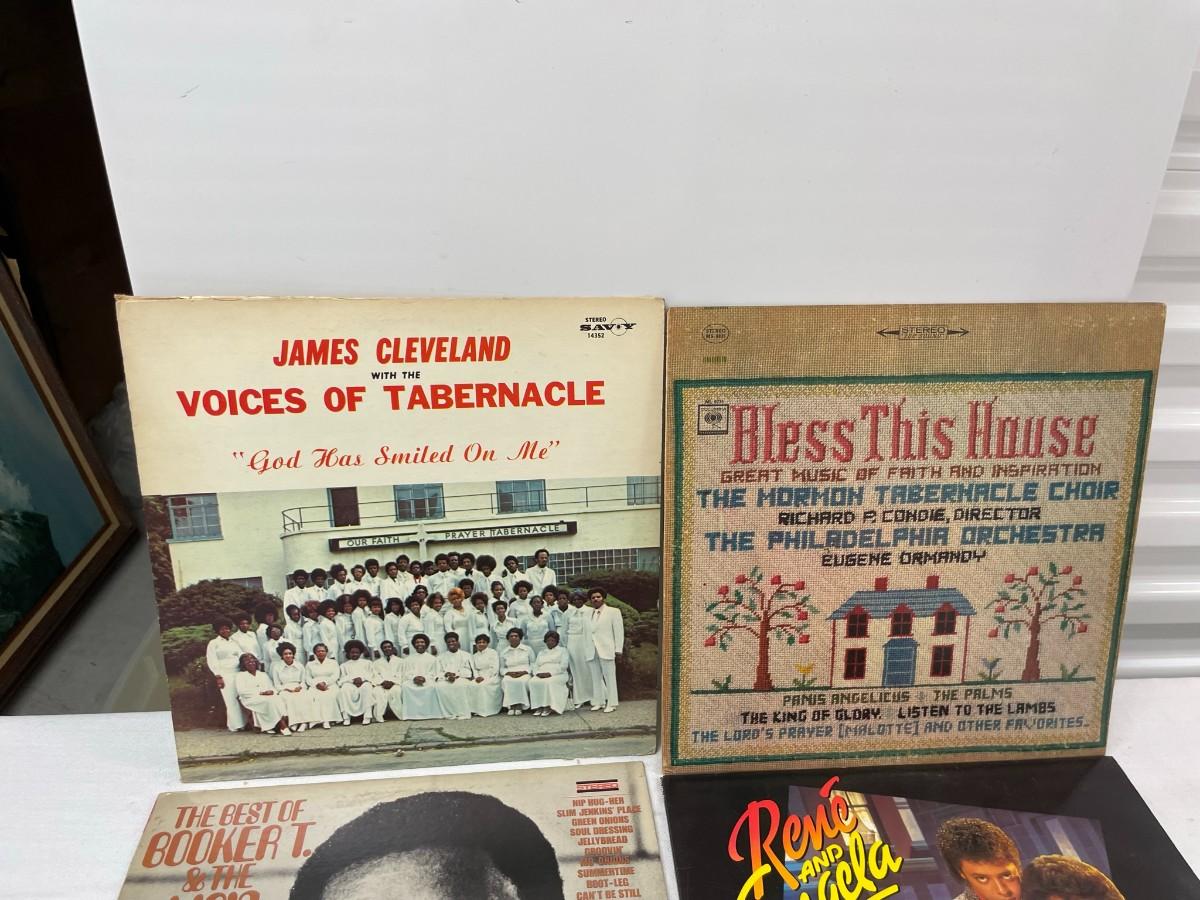 STEREO
SAVOY
14352
JAMES CLEVELAND
WITH THE
VOICES OF TABERNACLE
"God Has Smiled On Me"
OUR FAITH PRAYER TABERNACLE
STEREO
Bless This House
GREAT MUSIC OF FAITH AND INSPIRATION
THE MORMON TABERNACLE CHOIR
RICHARD P. CONDIE, DIRECTOR
THE PHILADELPHIA ORCHESTRA
EUGENE ORMANDY
PANIS ANGELICUS THE PALMS
THE KING OF GLORY. LISTEN TO THE LAMBS
THE LORD'S PRAYER [MALOTTE] AND OTHER FAVORITES...
THE BEST OF
BOOKER T.
& THE
STEREO
HIP HUG-HER
SLIM JENKINS' PLACE
GREEN ONIONS
SOUL DRESSING
JELLYBREAD
GROOVIN'
MO' ONIONS
SUMMERTIME
BOOT-LEG
CAN'T BE STILL
René
AND
Angela